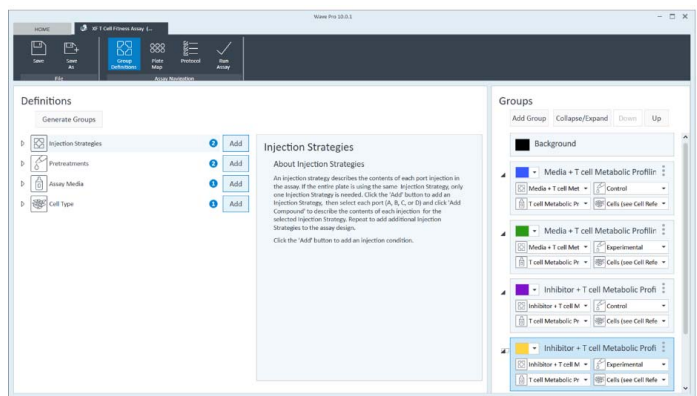 Wave Pro 10.0.1
HOME
XF T Cell Fitness Assay (...
Save
Save As
Group Definitions
Plate Map
Protocol
Run Assay
File
Assay Navigation
Definitions
Generate Groups
Injection Strategies 2 Add
Pretreatments 2 Add
Assay Media 1 Add
Cell Type 1 Add
Injection Strategies
About Injection Strategies
An injection strategy describes the contents of each port injection in
the assay. If the entire plate is using the same Injection Strategy, only
one Injection Strategy is needed. Click the 'Add' button to add an
Injection Strategy, then select each port (A, B, C, or D) and click 'Add
Compound' to describe the contents of each injection for the
selected Injection Strategy. Repeat to add additional Injection
Strategies to the assay design.
Click the 'Add' button to add an injection condition.
Groups
Add Group Collapse/Expand Down Up
Background
Media + T cell Metabolic Profilin
Media + T cell Met Control
T cell Metabolic Pr Cells (see Cell Refe
Media + T cell Metabolic Profilin
Media + T cell Met Experimental
T cell Metabolic Pr Cells (see Cell Refe
Inhibitor + T cell Metabolic Profi
Inhibitor + T cell M Control
T cell Metabolic Pr Cells (see Cell Refe
Inhibitor + T cell Metabolic Profi
Inhibitor + T cell M Experimental
T cell Metabolic Pr Cells (see Cell Refe